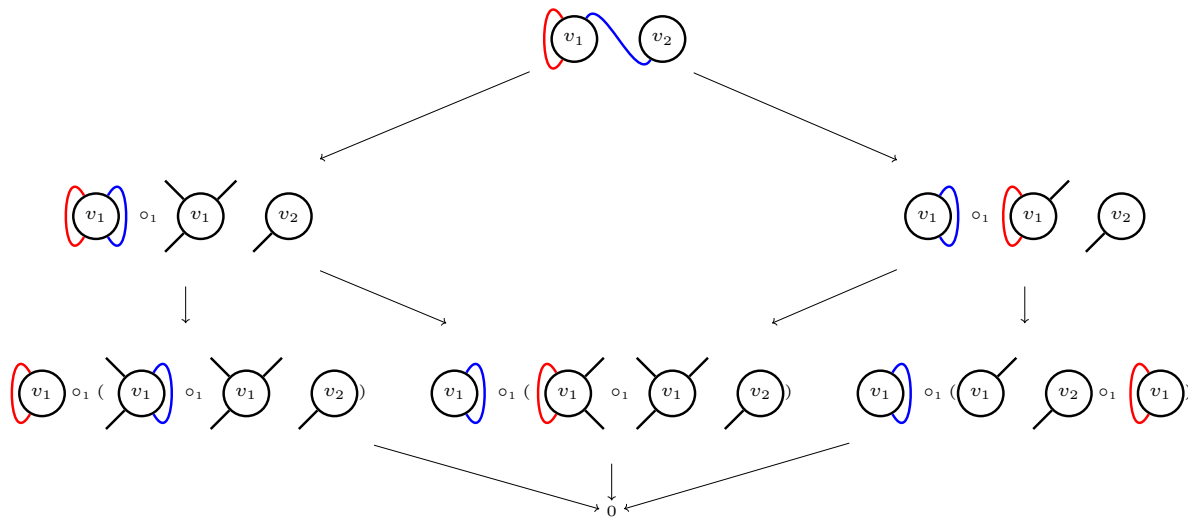 v₁ v₂
v₁ ∘₁ v₁ v₂ v₁ ∘₁ v₁ v₂
v₁ ∘₁ ( v₁ ∘₁ v₁ v₂ ) v₁ ∘₁ ( v₁ ∘₁ v₁ v₂ ) v₁ ∘₁ ( v₁ v₂ ∘₁ v₁ )
0